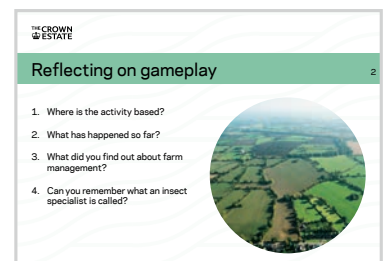 THE CROWN
ESTATE
Reflecting on gameplay
2
1. Where is the activity based?
2. What has happened so far?
3. What did you find out about farm
management?
4. Can you remember what an insect
specialist is called?